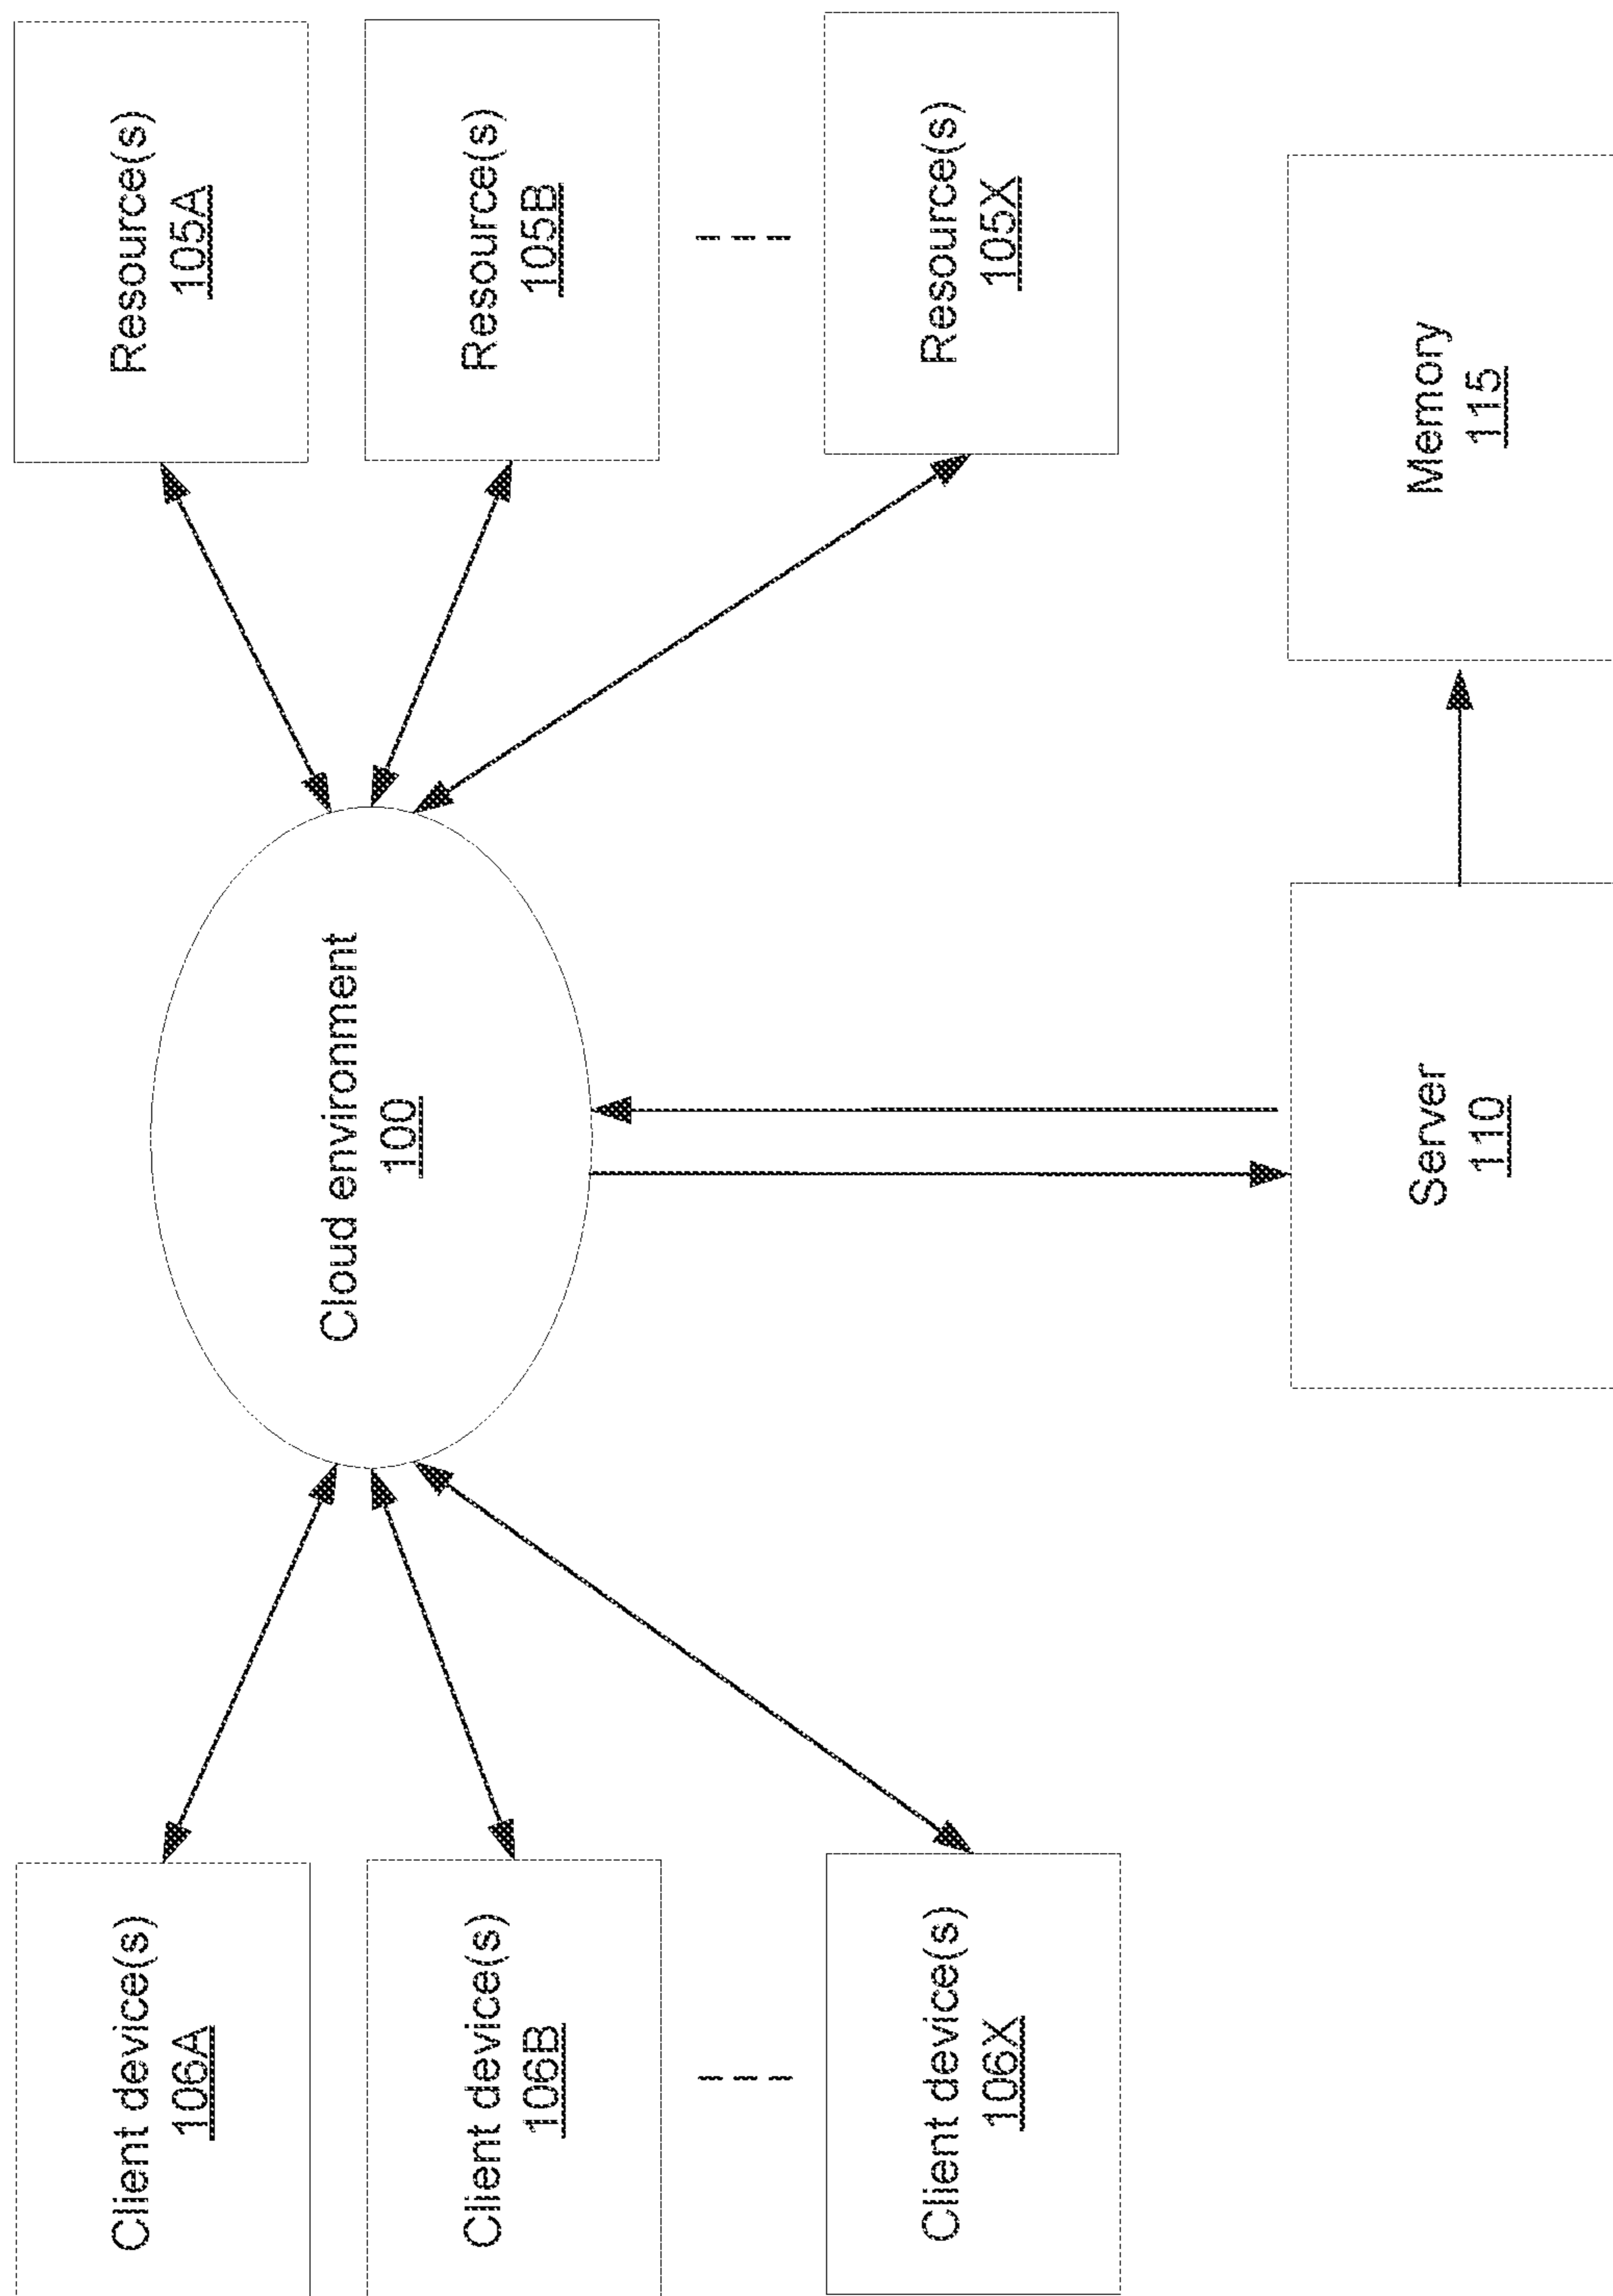 Client device(s)
106A
Client device(s)
106B
Client device(s)
106X
Cloud environment
100
Resource(s)
105A
Resource(s)
105B
Resource(s)
105X
Server
110
Memory
115